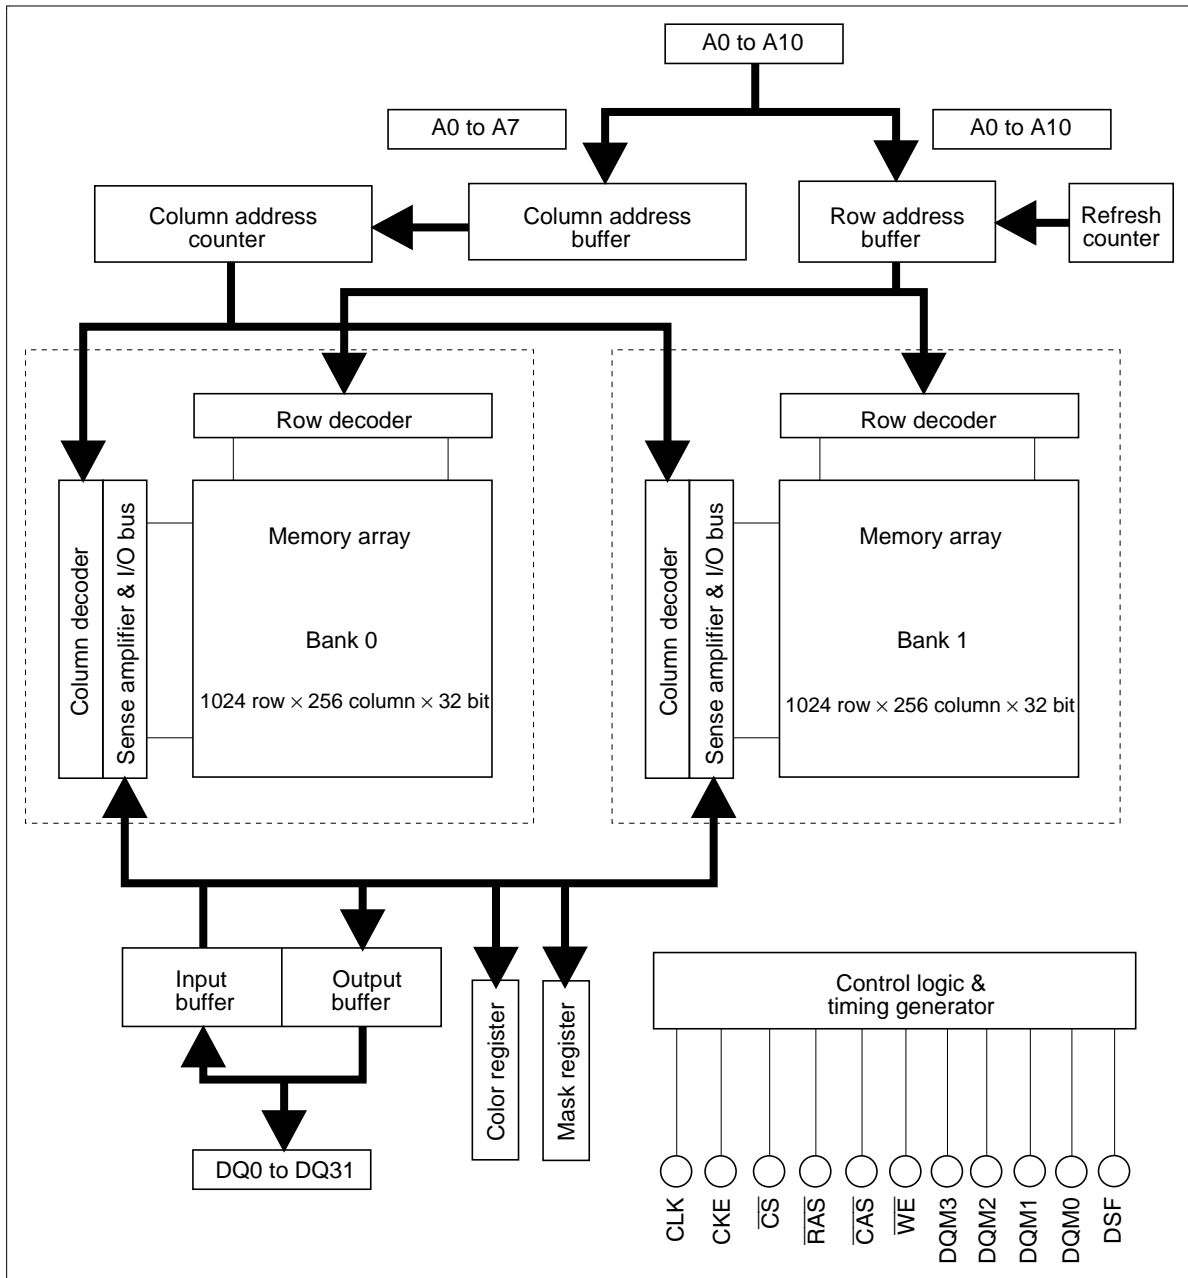 A0 to A10
A0 to A7
A0 to A10
Column address
counter
Column address
buffer
Row address
buffer
Refresh
counter
Row decoder
Row decoder
Column decoder
Sense amplifier & I/O bus
Memory array
Bank 0
1024 row × 256 column × 32 bit
Column decoder
Sense amplifier & I/O bus
Memory array
Bank 1
1024 row × 256 column × 32 bit
Input
buffer
Output
buffer
Color register
Mask register
Control logic &
timing generator
DQ0 to DQ31
CLK
CKE
C̅S̅
R̅A̅S̅
C̅A̅S̅
W̅E̅
DQM3
DQM2
DQM1
DQM0
DSF